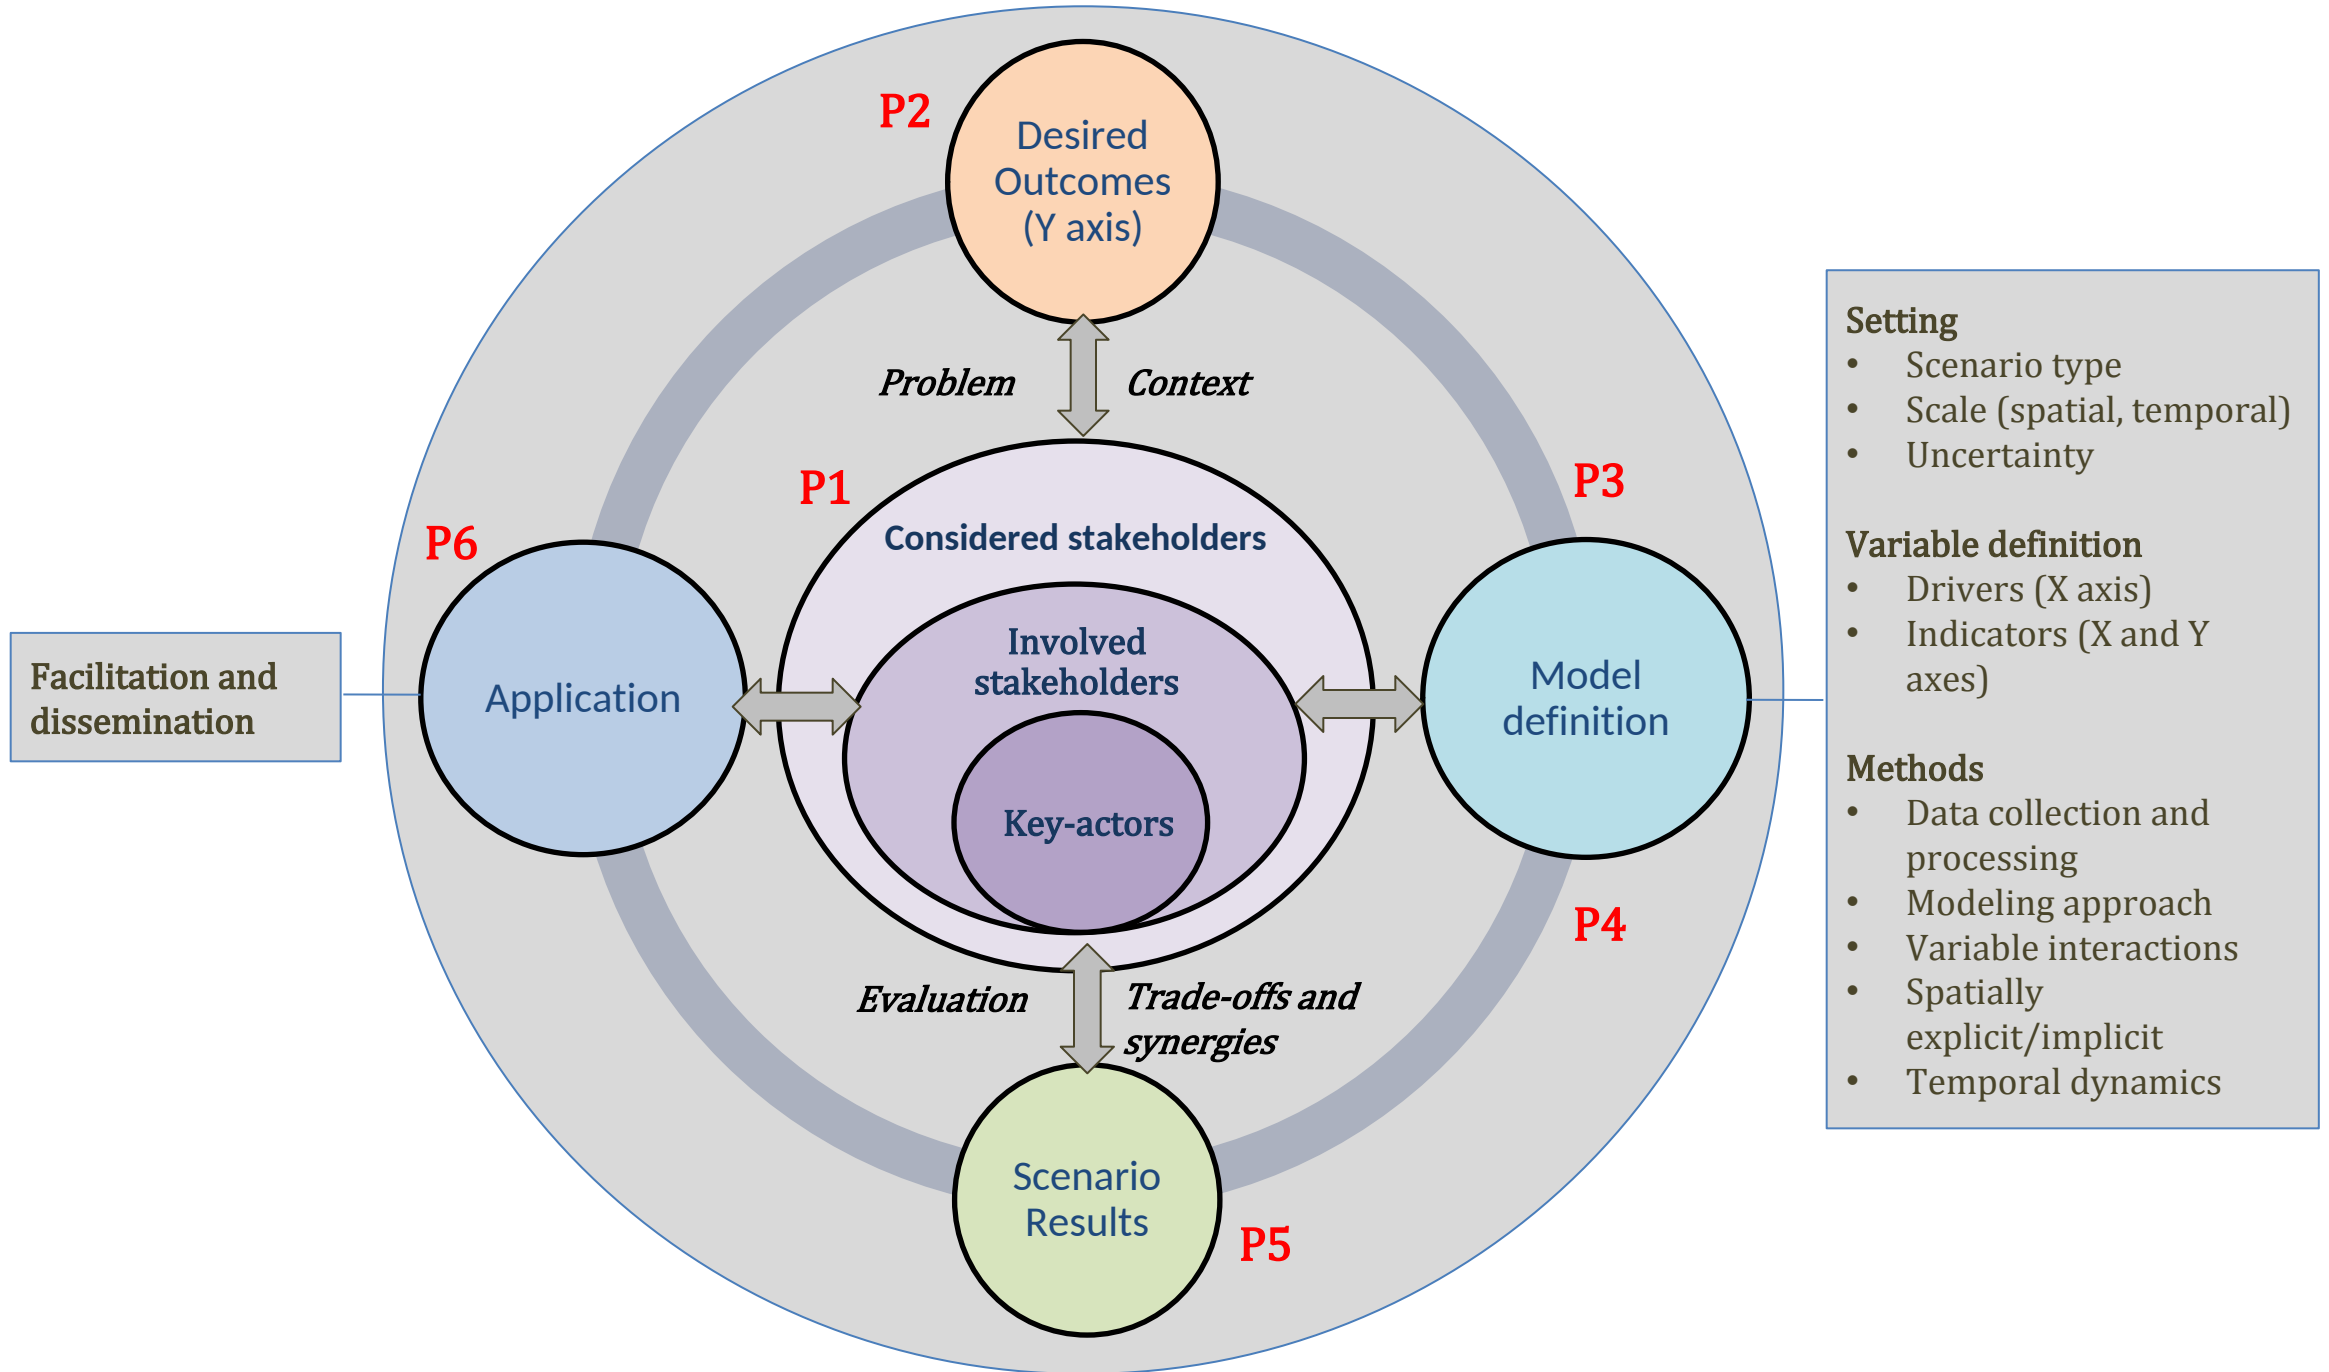 P2
Desired
Outcomes
(Y axis)
Problem
Context
P1
P3
P6
Considered stakeholders
Involved
stakeholders
Key-actors
Application
Model
definition
Facilitation and
dissemination
P4
Evaluation
Trade-offs and
synergies
Scenario
Results
P5
Setting
• Scenario type
• Scale (spatial, temporal)
• Uncertainty
Variable definition
• Drivers (X axis)
• Indicators (X and Y
axes)
Methods
• Data collection and
processing
• Modeling approach
• Variable interactions
• Spatially
explicit/implicit
• Temporal dynamics